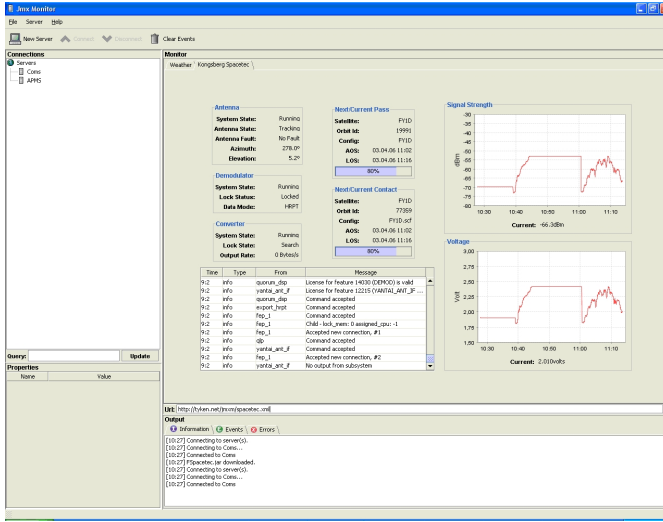 Jmx Monitor
File Server Help
New Server Connect Disconnect Clear Events
Connections
Servers
Coms
APMS
Query: Update
Properties
Name Value
Monitor
Weather Kongsberg Spacetec
Antenna
System State: Running
Antenna State: Tracking
Antenna Fault: No Fault
Azimuth: 278.0º
Elevation: 5.2º
Demodulator
System State: Running
Lock Status: Locked
Data Mode: HRPT
Converter
System State: Running
Lock State: Search
Output Rate: 0 Bytes/s
Next/Current Pass
Satellite: FY1D
Orbit Id: 19991
Config: FY1D
AOS: 03.04.06 11:02
LOS: 03.04.06 11:16
80%
Next/Current Contact
Satellite: FY1D
Orbit Id: 77359
Config: FY1D.scf
AOS: 03.04.06 11:02
LOS: 03.04.06 11:16
80%
Signal Strength
-30
-35
-40
-45
-50
-55
-60
-65
-70
-75
-80
dBm
10:30 10:40 10:50 11:00 11:10
Current: -66.3dBm
Voltage
3,00
2,75
2,50
2,25
2,00
1,75
1,50
Volt
10:30 10:40 10:50 11:00 11:10
Current: 2.010volts
Time Type From Message
9:2 info quorum_dsp License for feature 14030 (DEMOD) is valid
9:2 info yantai_ant_if License for feature 12215 (YANTAI_ANT_IF ...
9:2 info quorum_dsp Command accepted
9:2 info export_hrpt Command accepted
9:2 info fep_1 Command accepted
9:2 info fep_1 Child - lock_mem: 0 assigned_cpu: -1
9:2 info fep_1 Accepted new connection, #1
9:2 info qlp Command accepted
9:2 info yantai_ant_if Command accepted
9:2 info fep_1 Accepted new connection, #2
9:2 info yantai_ant_if No output from subsystem
Url: http://tyken.net/jmxm/spacetec.xml
Output
Information Events Errors
[10:27] Connecting to server(s).
[10:27] Connecting to Coms...
[10:27] Connected to Coms
[10:27] PSpacetec.jar downloaded.
[10:27] Connecting to server(s).
[10:27] Connecting to Coms...
[10:27] Connected to Coms